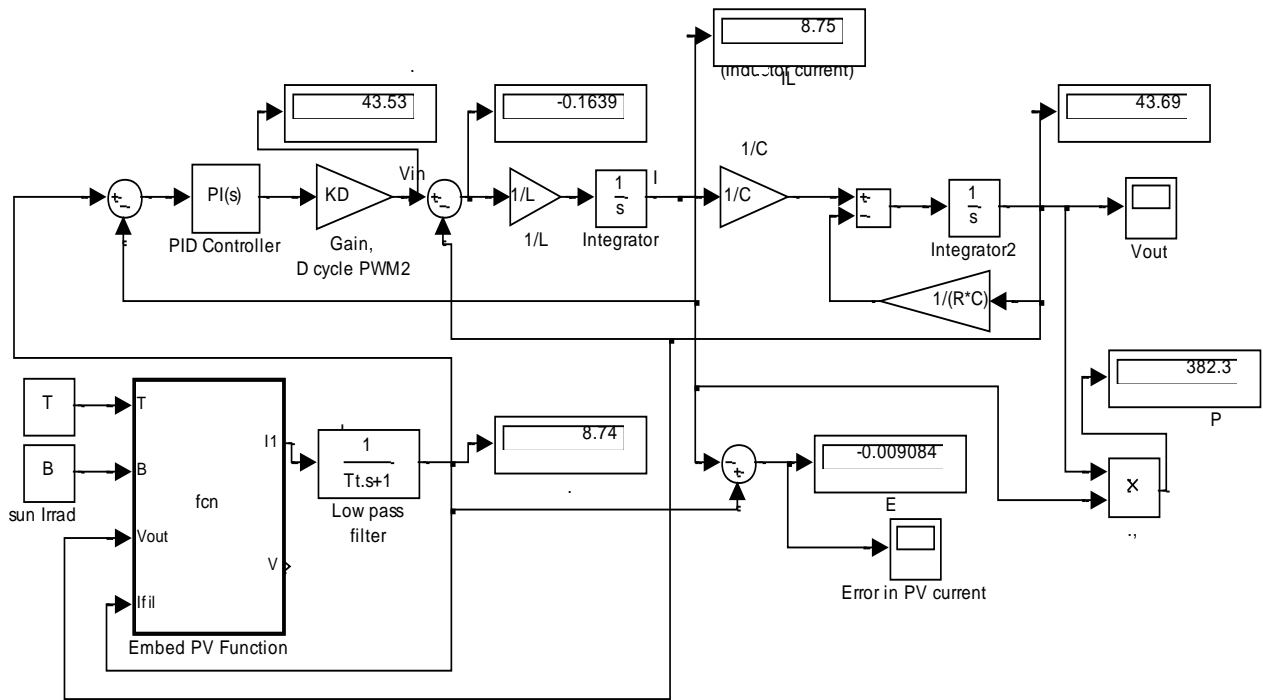 8.75
(Inductor current)
IL
43.53
-0.1639
43.69
1/C
Vin
I
+
-
PI(s)
KD
+
-
1/L
1
s
1/C
+
-
1
s
PID Controller
Gain,
D cycle PWM2
1/L
Integrator
Integrator2
Vout
1/(R*C)
382.3
P
T
T
B
B
sun Irrad
fcn
I1
Vout
V
Ifil
Embed PV Function
1
Tt.s+1
Low pass
filter
8.74
-
+
-0.009084
E
Error in PV current
×
.,